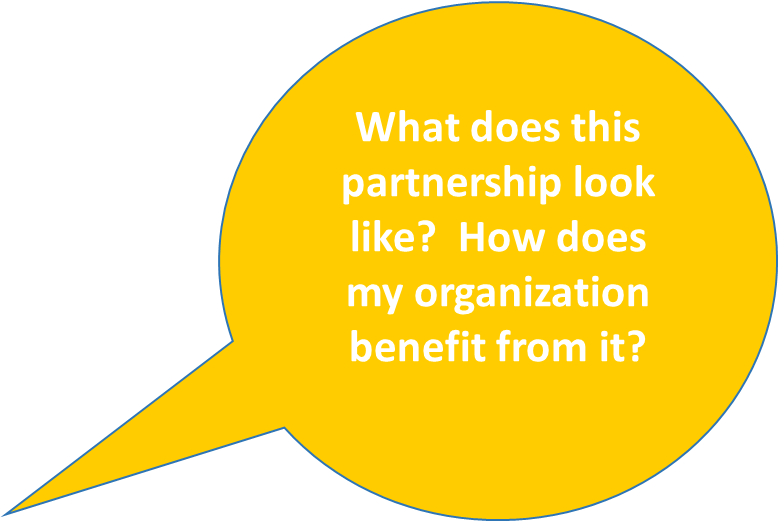 What does this
partnership look
like?  How does
my organization
benefit from it?